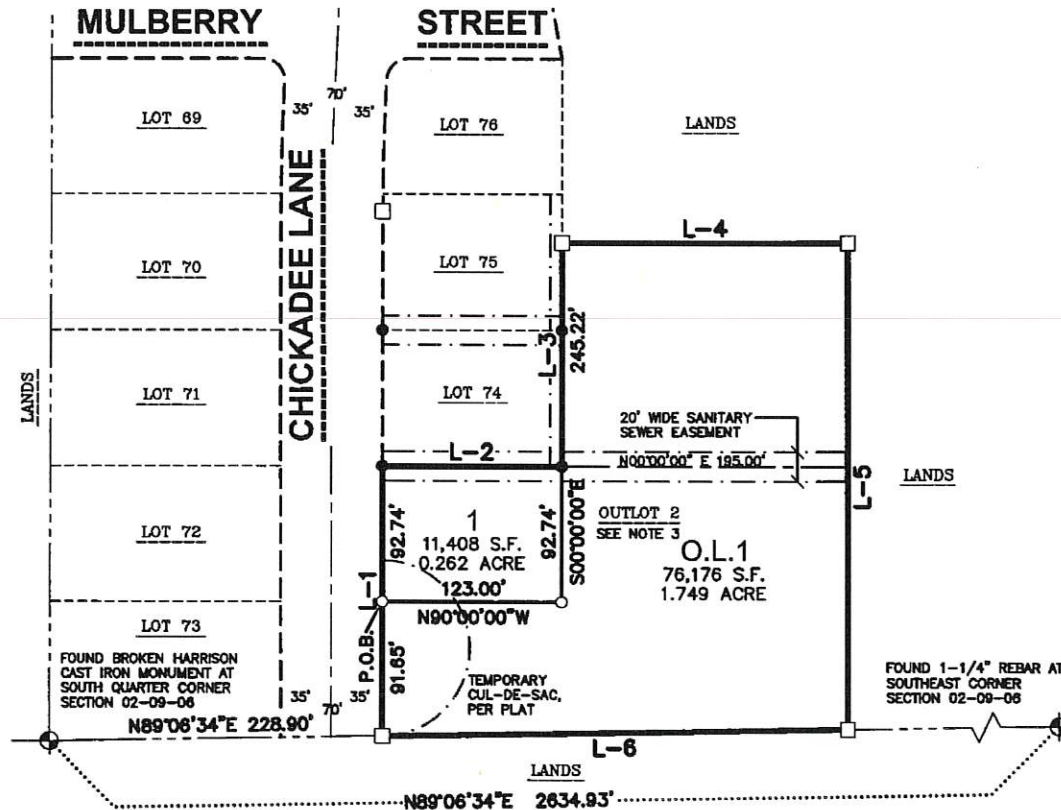 MULBERRY STREET
35' 70' 35'
LOT 69
LOT 76
LANDS
CHICKADEE LANE
L-4
LOT 70
LOT 75
L-3
245.22'
LANDS
LOT 71
LOT 74
20' WIDE SANITARY
SEWER EASEMENT
L-2
N00°00'00" E 195.00'
L-5
LANDS
LOT 72
92.74'
1
11,408 S.F.
0.262 ACRE
92.74'
S00°00'00"E
OUTLOT 2
SEE NOTE 3
O.L.1
76,176 S.F.
1.749 ACRE
123.00'
N90°00'00"W
L-1
P.O.B.
91.65'
LOT 73
FOUND BROKEN HARRISON
CAST IRON MONUMENT AT
SOUTH QUARTER CORNER
SECTION 02-09-06
35' 70' 35'
TEMPORARY
CUL-DE-SAC,
PER PLAT
FOUND 1-1/4" REBAR AT
SOUTHEAST CORNER
SECTION 02-09-06
N89°06'34"E 228.90'
L-6
LANDS
N89°06'34"E 2634.93'